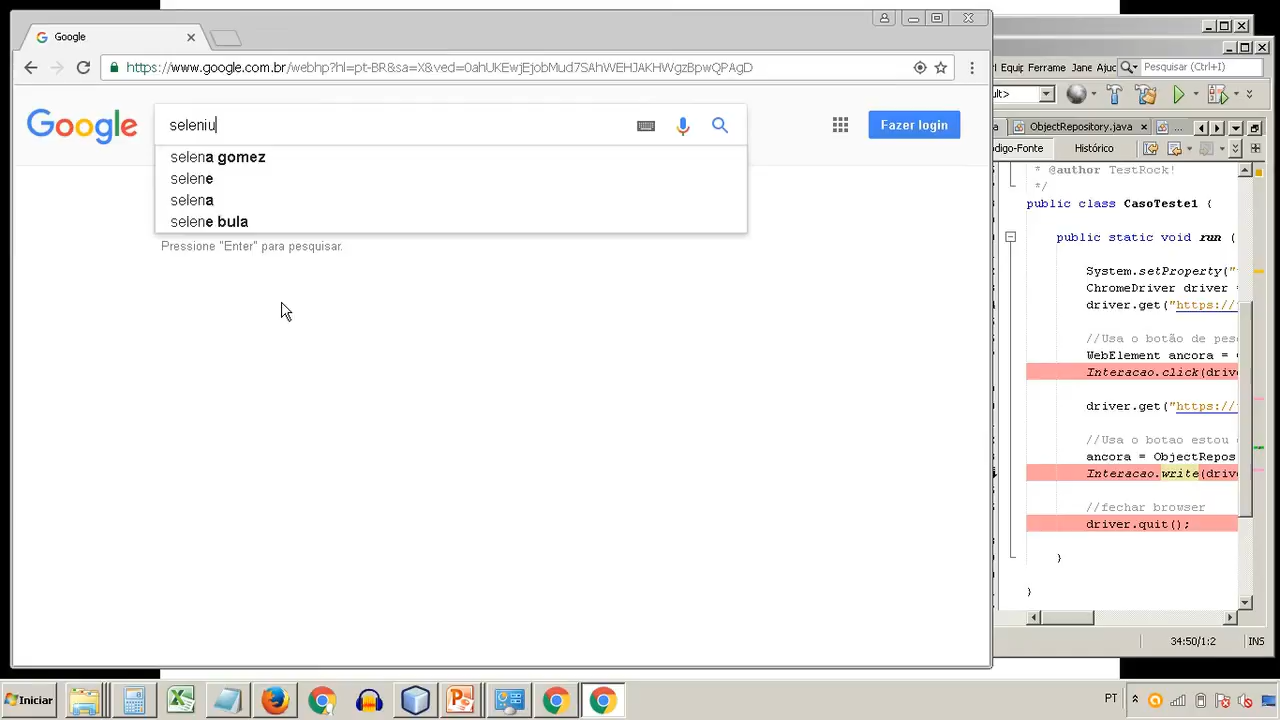 Google
https://www.google.com.br/webhp?hl=pt-BR&sa=X&ved=0ahUKEwjEjobMud7SAhWEHJAKHWgzBpwQPAgD
Google
seleniu
Fazer login
selena gomez
selene
selena
selene bula
Pressione "Enter" para pesquisar.
Equip Ferrame Jane Ajuc
Pesquisar (Ctrl+I)
ult>
ObjectRepository.java
...
ódigo-Fonte
Histórico
* @author TestRock!
*/
public class CasoTeste1 {
public static void run (
System.setProperty("
ChromeDriver driver =
driver.get("https://
//Usa o botão de pes
WebElement ancora =
Interacao.click(drive
driver.get("https://
//Usa o botao estou
ancora = ObjectRepos
Interacao.write(drive
//fechar browser
driver.quit();
}
}
34:50/1:2
INS
Iniciar
PT